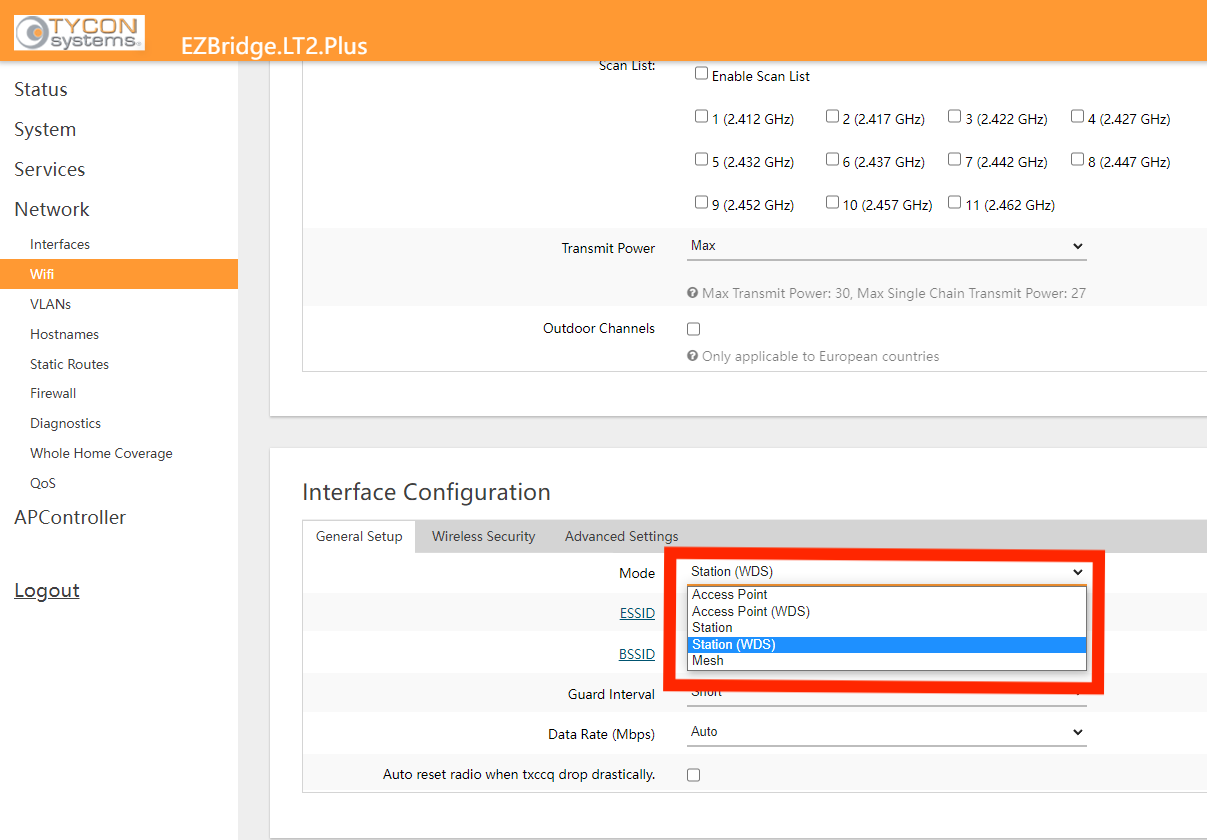 TYCON
systems®
EZBridge.LT2.Plus
Status
System
Services
Network
Interfaces
Wifi
VLANs
Hostnames
Static Routes
Firewall
Diagnostics
Whole Home Coverage
QoS
APController
Logout
Scan List:
Enable Scan List
1 (2.412 GHz) 2 (2.417 GHz) 3 (2.422 GHz) 4 (2.427 GHz)
5 (2.432 GHz) 6 (2.437 GHz) 7 (2.442 GHz) 8 (2.447 GHz)
9 (2.452 GHz) 10 (2.457 GHz) 11 (2.462 GHz)
Transmit Power Max
Max Transmit Power: 30, Max Single Chain Transmit Power: 27
Outdoor Channels
Only applicable to European countries
Interface Configuration
General Setup Wireless Security Advanced Settings
Mode Station (WDS)
Access Point
Access Point (WDS)
Station
Station (WDS)
Mesh
ESSID
BSSID
Guard Interval Short
Data Rate (Mbps) Auto
Auto reset radio when txccq drop drastically.